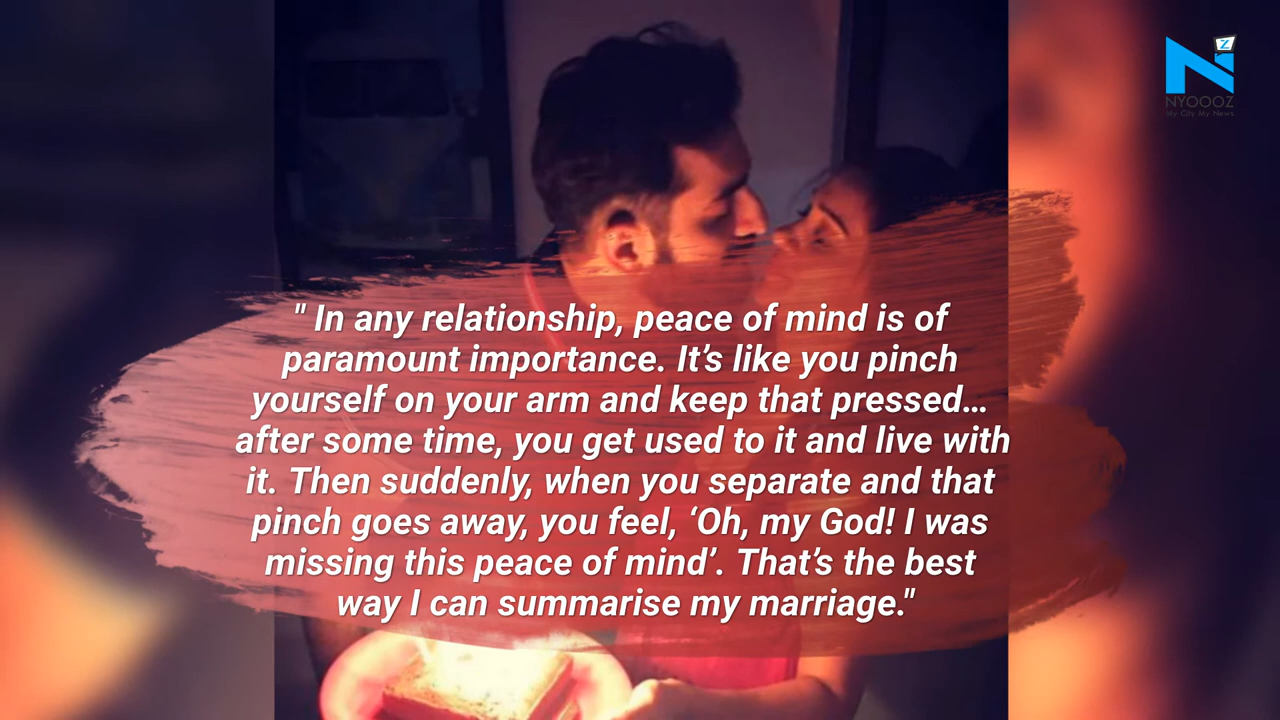 Z
NYOOOZ
My City My News
" In any relationship, peace of mind is of
paramount importance. It’s like you pinch
yourself on your arm and keep that pressed...
after some time, you get used to it and live with
it. Then suddenly, when you separate and that
pinch goes away, you feel, ‘Oh, my God! I was
missing this peace of mind’. That’s the best
way I can summarise my marriage."